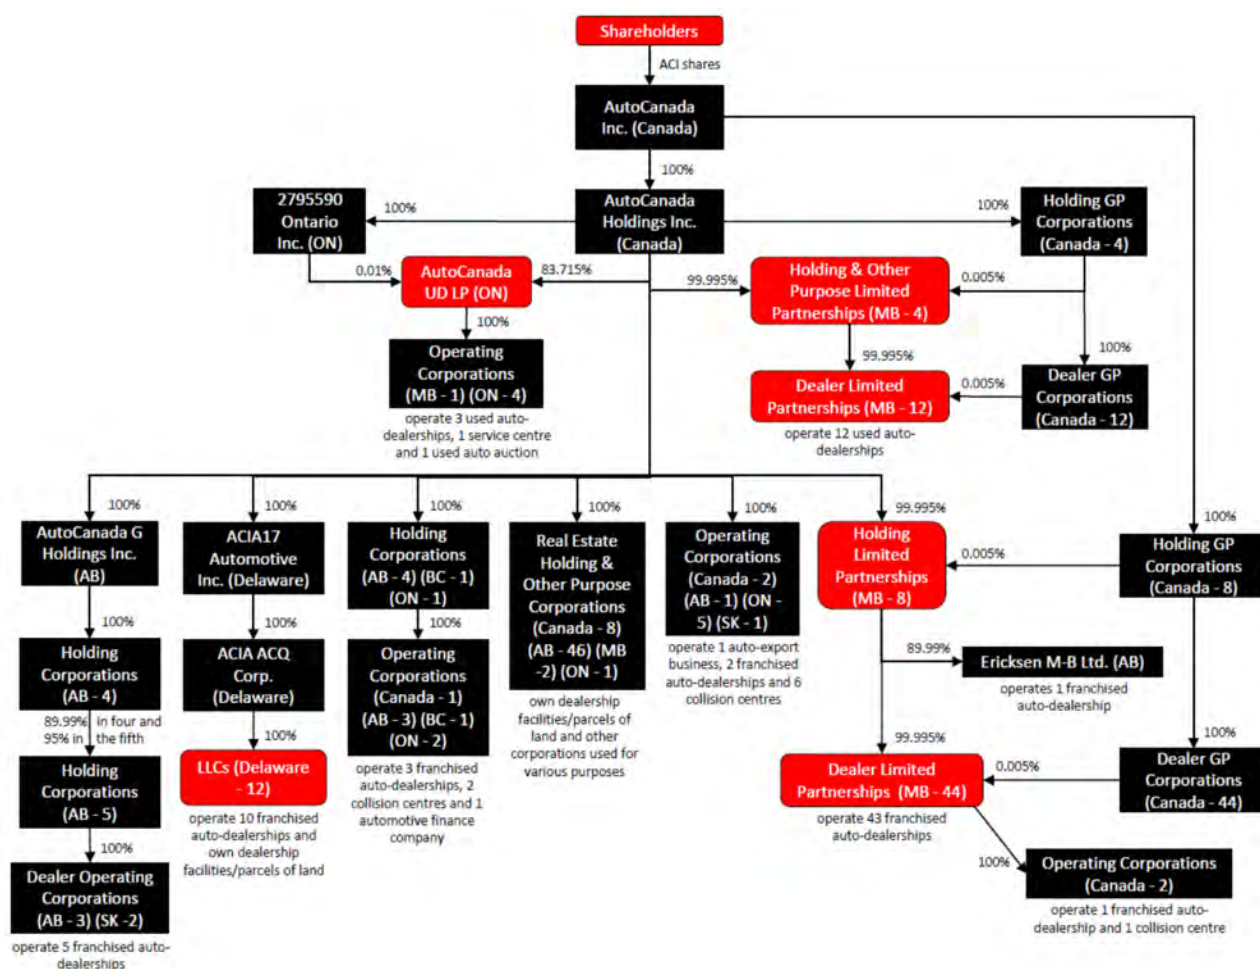 Shareholders
ACI shares
AutoCanada
Inc. (Canada)
100%
2795590
Ontario
Inc. (ON)
100%
AutoCanada
Holdings Inc.
(Canada)
100%
Holding GP
Corporations
(Canada - 4)
0.01%
AutoCanada
UD LP (ON)
83.715%
99.995%
Holding & Other
Purpose Limited
Partnerships (MB - 4)
0.005%
100%
Operating
Corporations
(MB - 1) (ON - 4)
operate 3 used auto-
dealerships, 1 service centre
and 1 used auto auction
99.995%
100%
Dealer Limited
Partnerships (MB - 12)
0.005%
Dealer GP
Corporations
(Canada - 12)
operate 12 used auto-
dealerships
100%
100%
100%
100%
100%
99.995%
100%
AutoCanada G
Holdings Inc.
(AB)
100%
Holding
Corporations
(AB - 4)
89.99% in four and
95% in the fifth
Holding
Corporations
(AB - 5)
100%
Dealer Operating
Corporations
(AB - 3) (SK -2)
operate 5 franchised auto-
dealerships
ACIA17
Automotive
Inc. (Delaware)
100%
ACIA ACQ
Corp.
(Delaware)
100%
LLCs (Delaware
- 12)
operate 10 franchised
auto-dealerships and
own dealership
facilities/parcels of land
Holding
Corporations
(AB - 4) (BC - 1)
(ON - 1)
100%
Operating
Corporations
(Canada - 1)
(AB - 3) (BC - 1)
(ON - 2)
operate 3 franchised
auto-dealerships, 2
collision centres and 1
automotive finance
company
Real Estate
Holding &
Other Purpose
Corporations
(Canada - 8)
(AB - 46) (MB
-2) (ON - 1)
own dealership
facilities/parcels of
land and other
corporations used for
various purposes
Operating
Corporations
(Canada - 2)
(AB - 1) (ON -
5) (SK - 1)
operate 1 auto-export
business, 2 franchised
auto-dealerships and 6
collision centres
Holding
Limited
Partnerships
(MB - 8)
0.005%
Holding GP
Corporations
(Canada - 8)
89.99%
Ericksen M-B Ltd. (AB)
operates 1 franchised
auto-dealership
99.995%
100%
Dealer Limited
Partnerships (MB - 44)
0.005%
Dealer GP
Corporations
(Canada - 44)
operate 43 franchised
auto-dealerships
100%
Operating Corporations
(Canada - 2)
operate 1 franchised auto-
dealership and 1 collision centre